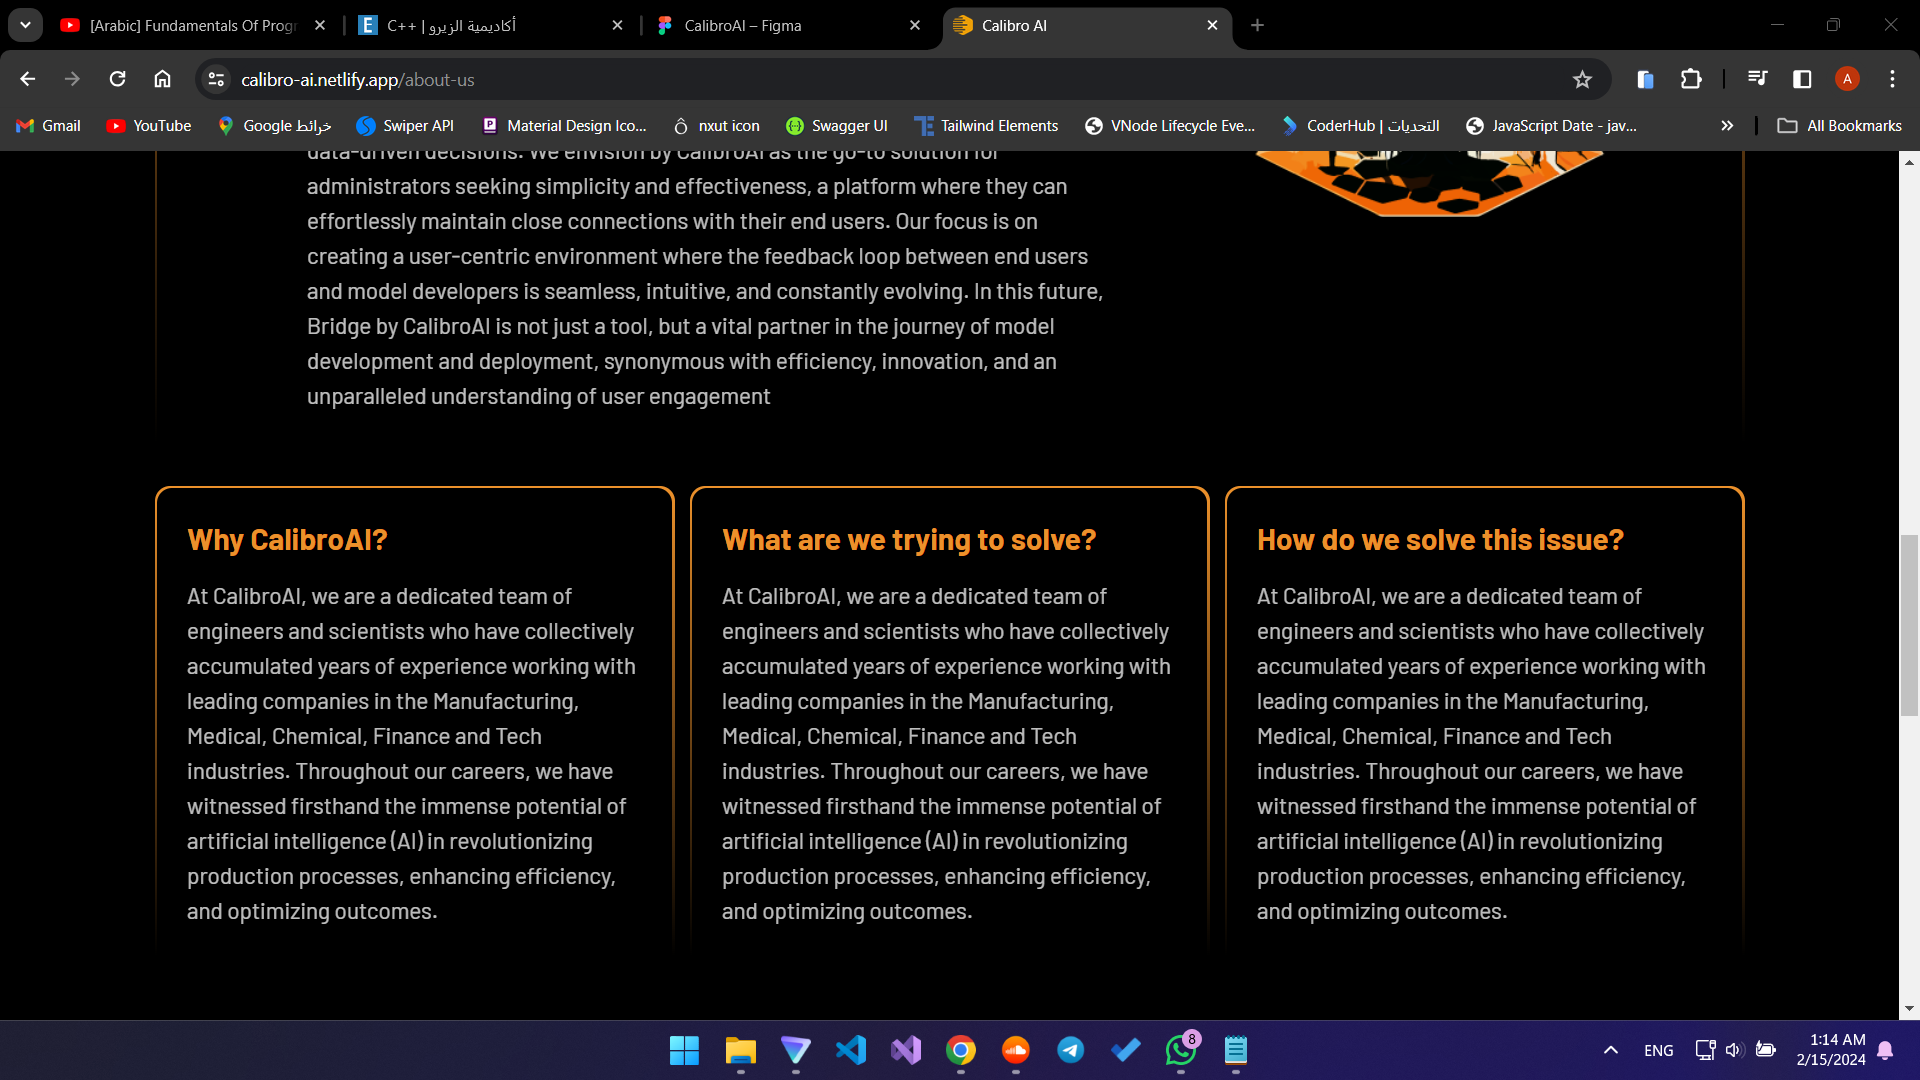 [Arabic] Fundamentals Of Progr
C++ | أكاديمية الزيرو
CalibroAI – Figma
Calibro AI
calibro-ai.netlify.app/about-us
A
Gmail
YouTube
خرائط Google
Swiper API
Material Design Ico...
nxut icon
Swagger UI
Tailwind Elements
VNode Lifecycle Eve...
CoderHub | التحديات
JavaScript Date - jav...
All Bookmarks
data-driven decisions. We envision by CalibroAI as the go-to solution for
administrators seeking simplicity and effectiveness, a platform where they can
effortlessly maintain close connections with their end users. Our focus is on
creating a user-centric environment where the feedback loop between end users
and model developers is seamless, intuitive, and constantly evolving. In this future,
Bridge by CalibroAI is not just a tool, but a vital partner in the journey of model
development and deployment, synonymous with efficiency, innovation, and an
unparalleled understanding of user engagement
Why CalibroAI?
At CalibroAI, we are a dedicated team of
engineers and scientists who have collectively
accumulated years of experience working with
leading companies in the Manufacturing,
Medical, Chemical, Finance and Tech
industries. Throughout our careers, we have
witnessed firsthand the immense potential of
artificial intelligence (AI) in revolutionizing
production processes, enhancing efficiency,
and optimizing outcomes.
What are we trying to solve?
At CalibroAI, we are a dedicated team of
engineers and scientists who have collectively
accumulated years of experience working with
leading companies in the Manufacturing,
Medical, Chemical, Finance and Tech
industries. Throughout our careers, we have
witnessed firsthand the immense potential of
artificial intelligence (AI) in revolutionizing
production processes, enhancing efficiency,
and optimizing outcomes.
How do we solve this issue?
At CalibroAI, we are a dedicated team of
engineers and scientists who have collectively
accumulated years of experience working with
leading companies in the Manufacturing,
Medical, Chemical, Finance and Tech
industries. Throughout our careers, we have
witnessed firsthand the immense potential of
artificial intelligence (AI) in revolutionizing
production processes, enhancing efficiency,
and optimizing outcomes.
8
ENG
1:14 AM
2/15/2024